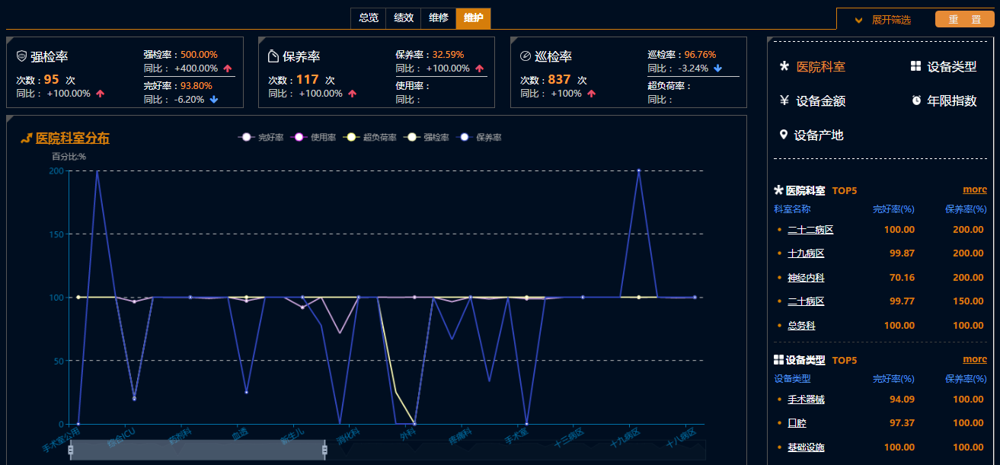 总览 绩效 维修 维护
展开筛选 重 置
强检率
次数：95 次
同比： +100.00%
强检率：500.00%
同比： +400.00%
完好率：93.80%
同比： -6.20%
保养率
次数：117 次
同比： +100.00%
保养率：32.59%
同比： +100.00%
使用率：
同比：
巡检率
次数：837 次
同比： +100%
巡检率：96.76%
同比： -3.24%
超负荷率：
同比：
医院科室分布
完好率 使用率 超负荷率 强检率 保养率
百分比:%
200
150
100
50
0
手术室公用 综合ICU 药剂科 血透 新生儿 消化科 外科 疼痛科 手术室 十三病区 十九病区 十八病区
医院科室 设备类型
¥ 设备金额 年限指数
设备产地
医院科室 TOP5 more
科室名称 完好率(%) 保养率(%)
二十二病区 100.00 200.00
十九病区 99.87 200.00
神经内科 70.16 200.00
二十病区 99.77 150.00
总务科 100.00 100.00
设备类型 TOP5 more
设备类型 完好率(%) 保养率(%)
手术器械 94.09 100.00
口腔 97.37 100.00
基础设施 100.00 100.00